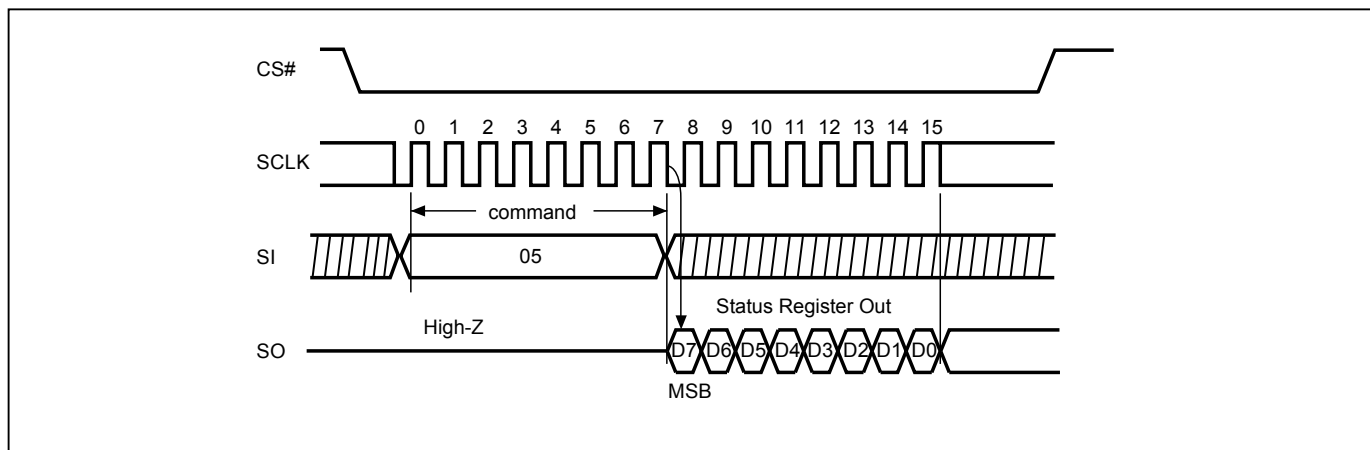 CS#
0 1 2 3 4 5 6 7 8 9 10 11 12 13 14 15
SCLK
command
SI
05
Status Register Out
High-Z
SO
D7 D6 D5 D4 D3 D2 D1 D0
MSB